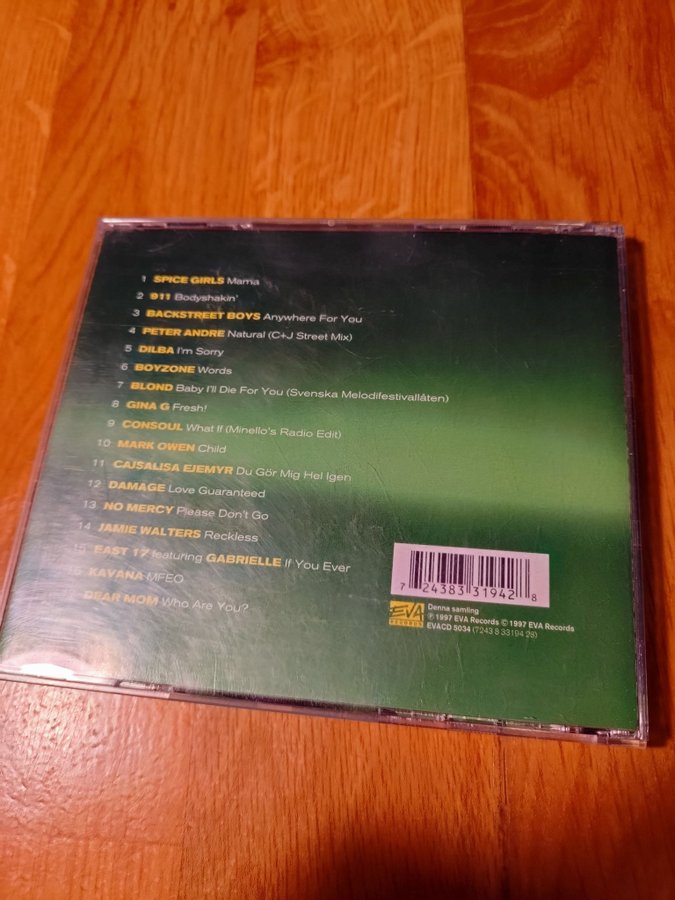 1 SPICE GIRLS Mama
2 911 Bodyshakin'
3 BACKSTREET BOYS Anywhere For You
4 PETER ANDRE Natural (C+J Street Mix)
5 DILBA I'm Sorry
6 BOYZONE Words
7 BLOND Baby I'll Die For You (Svenska Melodifestivallåten)
8 GINA G Fresh!
9 CONSOUL What If (Minello's Radio Edit)
10 MARK OWEN Child
11 CAJSALISA EJEMYR Du Gör Mig Hel Igen
12 DAMAGE Love Guaranteed
13 NO MERCY Please Don't Go
14 JAMIE WALTERS Reckless
15 EAST 17 featuring GABRIELLE If You Ever
KAVANA MFEO
DEAR MOM Who Are You?
7 24383 31942 8
EVA RECORDS
Denna samling
℗ 1997 EVA Records © 1997 EVA Records
EVACD 5034 (7243 8 33194 28)